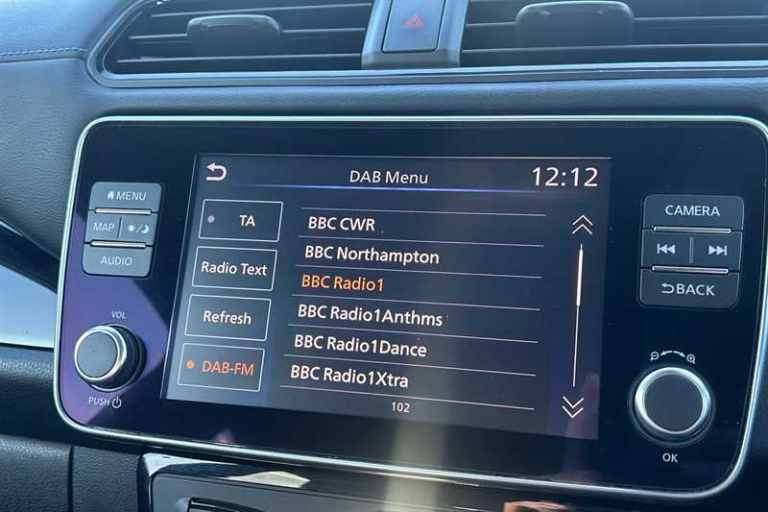 DAB Menu 12:12
MENU
MAP
AUDIO
VOL
PUSH
TA
Radio Text
Refresh
DAB-FM
BBC CWR
BBC Northampton
BBC Radio1
BBC Radio1Anthms
BBC Radio1Dance
BBC Radio1Xtra
102
CAMERA
BACK
OK